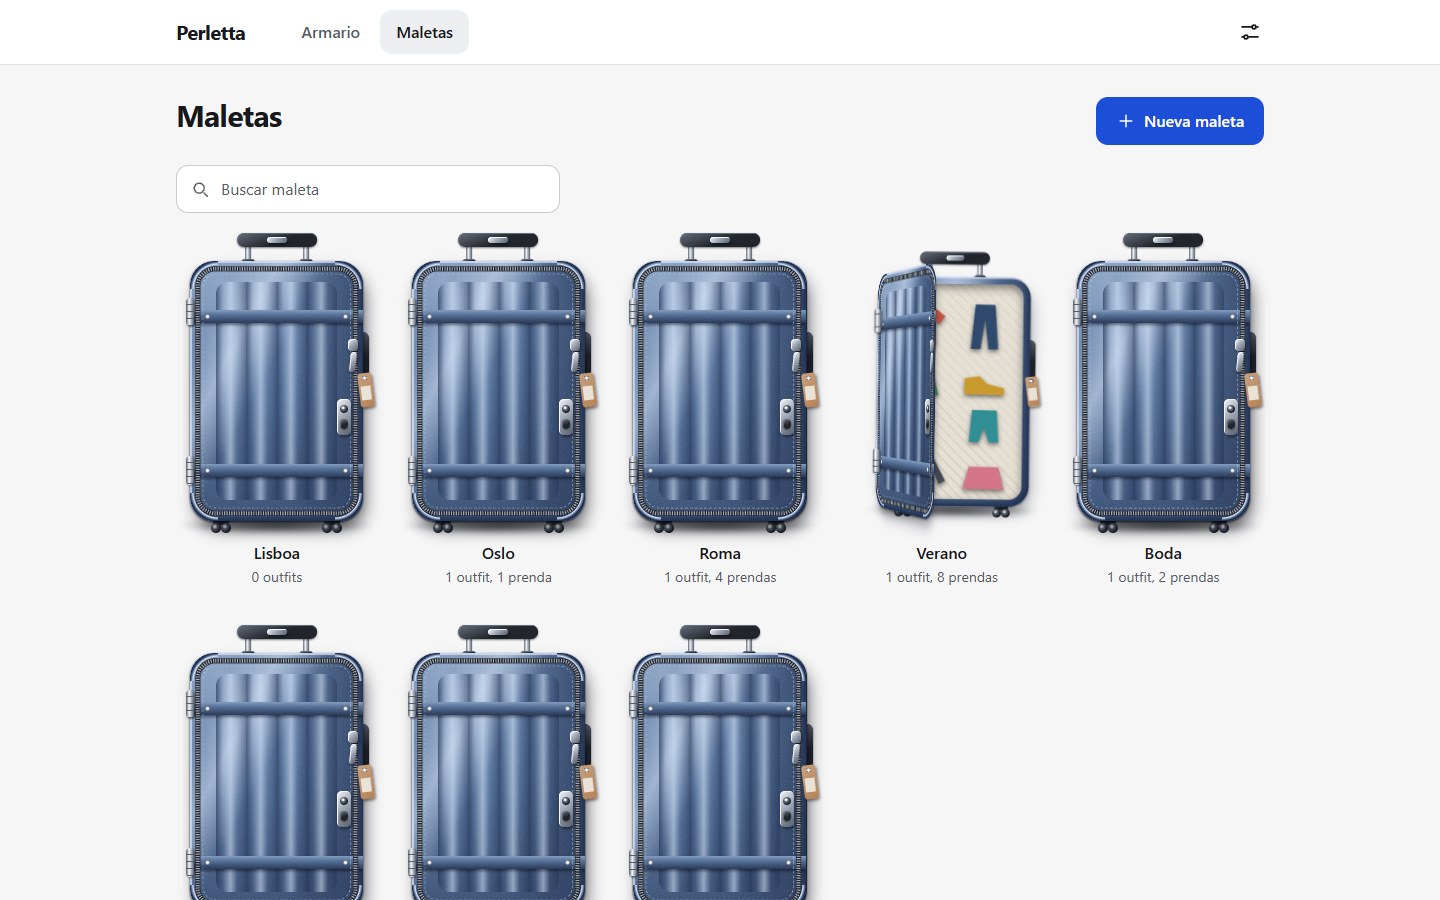 Perletta
Armario
Maletas
Maletas
Nueva maleta
Buscar maleta
Lisboa
0 outfits
Oslo
1 outfit, 1 prenda
Roma
1 outfit, 4 prendas
Verano
1 outfit, 8 prendas
Boda
1 outfit, 2 prendas